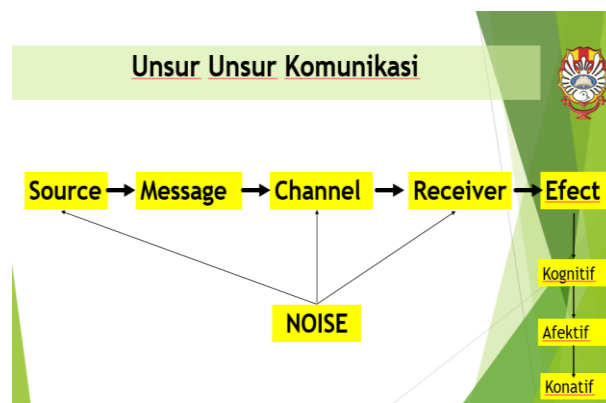 Unsur Unsur Komunikasi
Source Message Channel Receiver Efect
Kognitif
NOISE
Afektif
Konatif